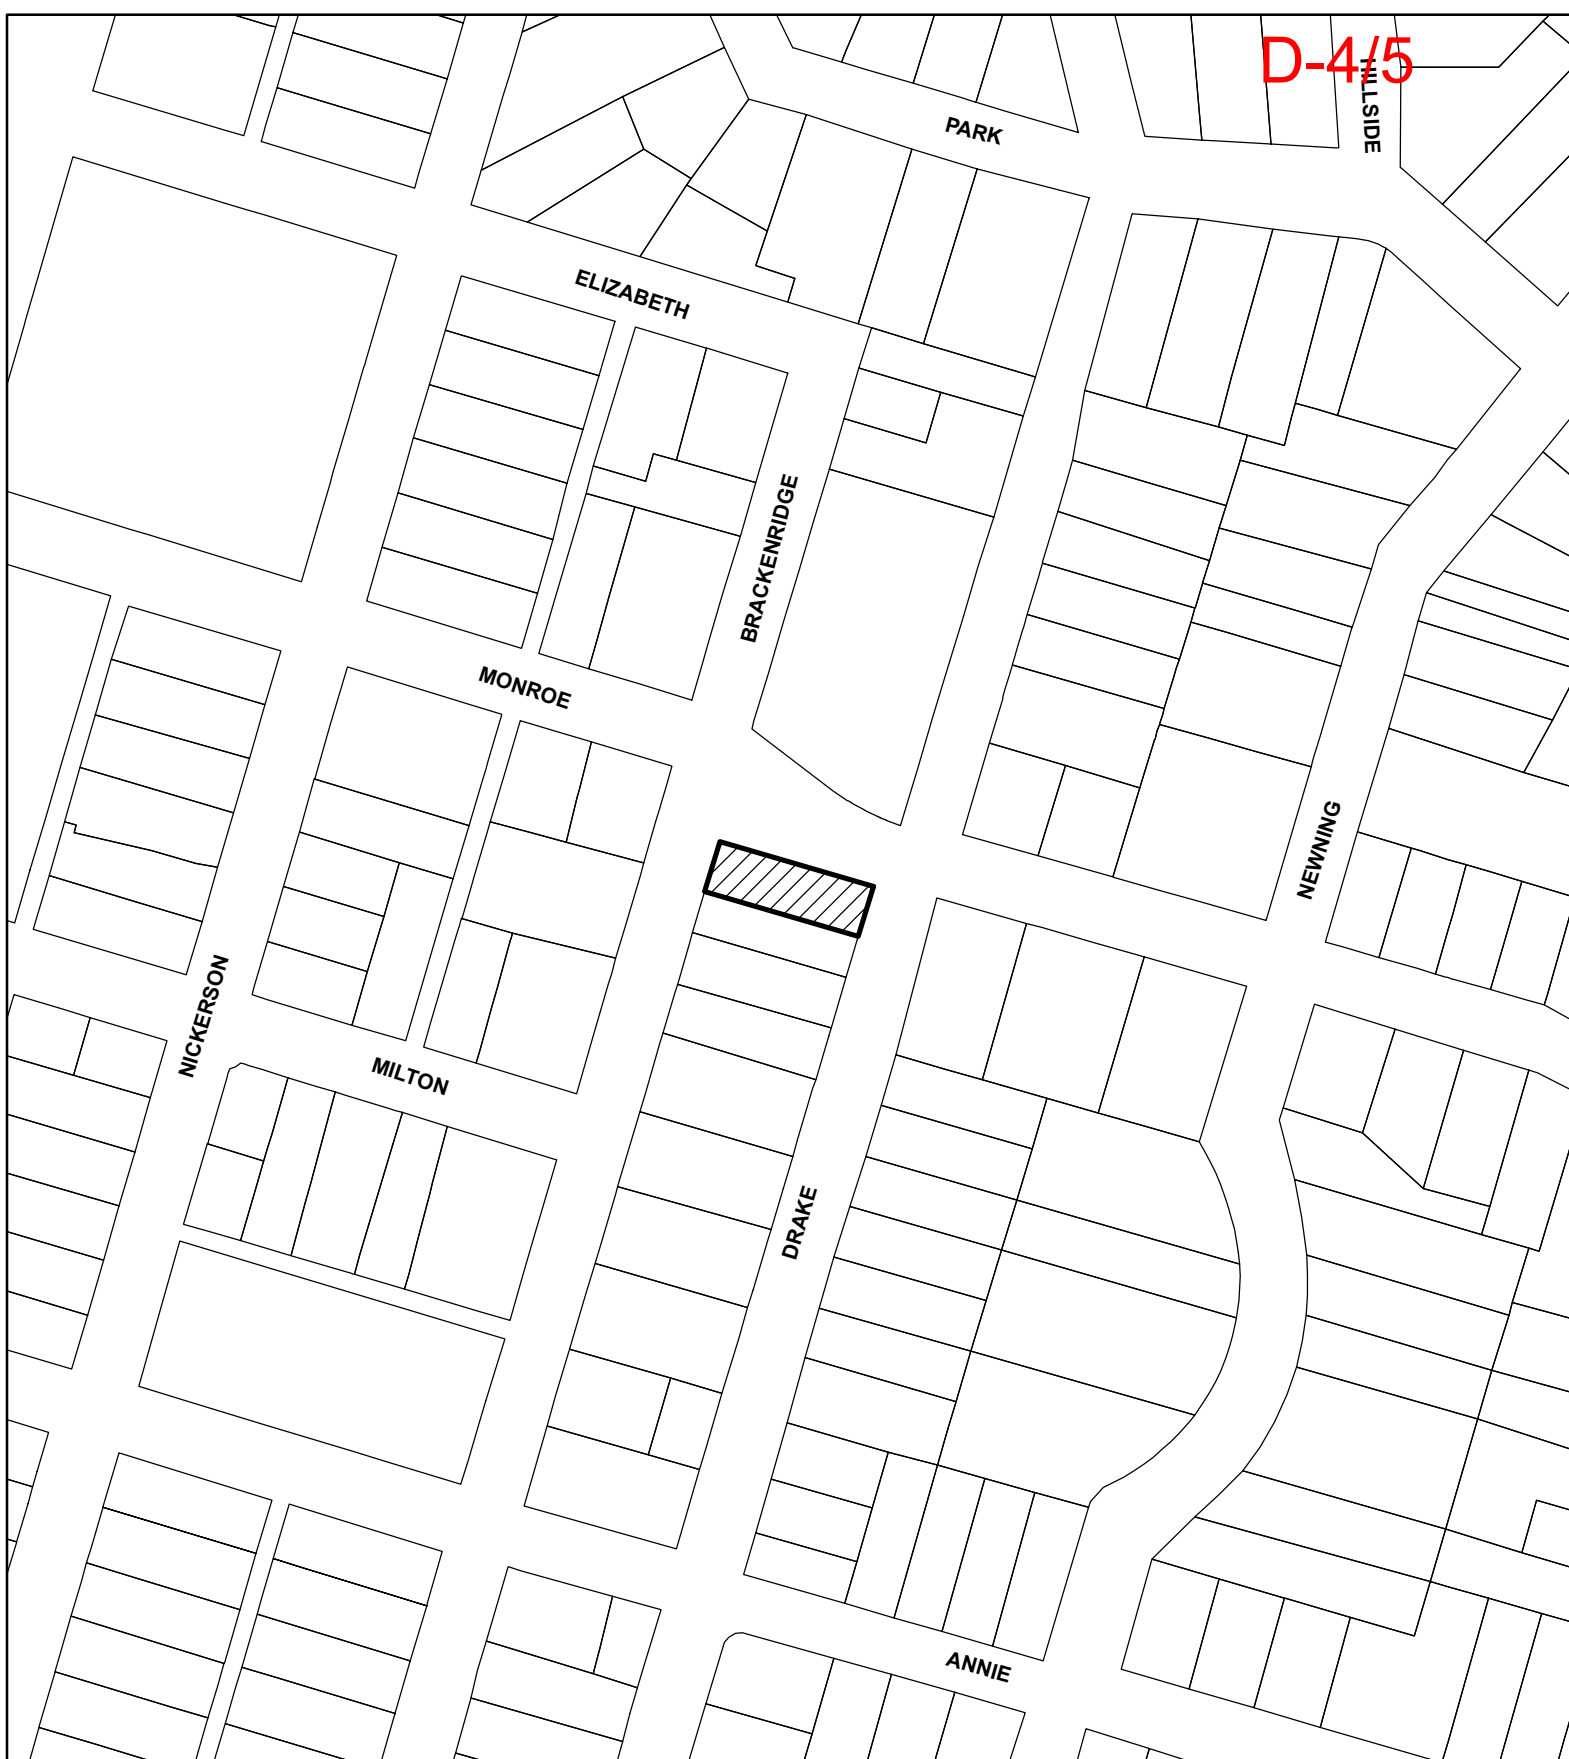 D-4/5
HILLSIDE
PARK
ELIZABETH
BRACKENRIDGE
MONROE
NEWNING
NICKERSON
MILTON
DRAKE
ANNIE